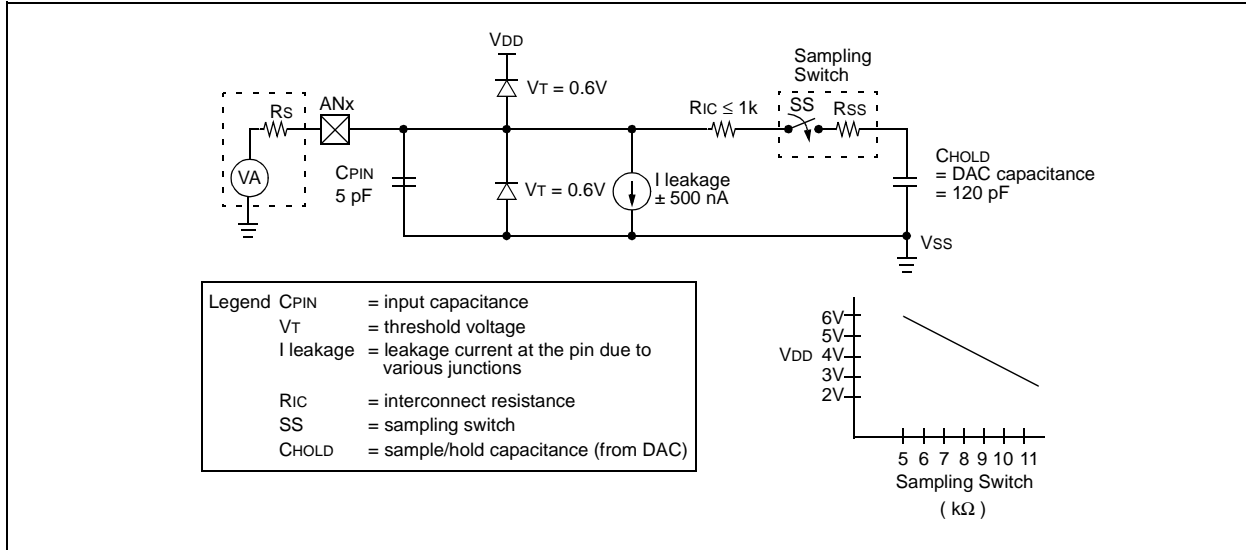 VDD
VT = 0.6V
RS
ANx
VA
CPIN
5 pF
VT = 0.6V
I leakage
± 500 nA
RIC ≤ 1k
Sampling
Switch
SS
RSS
CHOLD
= DAC capacitance
= 120 pF
VSS
Legend CPIN = input capacitance
VT = threshold voltage
I leakage = leakage current at the pin due to
various junctions
RIC = interconnect resistance
SS = sampling switch
CHOLD = sample/hold capacitance (from DAC)
VDD
6V
5V
4V
3V
2V
5 6 7 8 9 10 11
Sampling Switch
( kΩ )